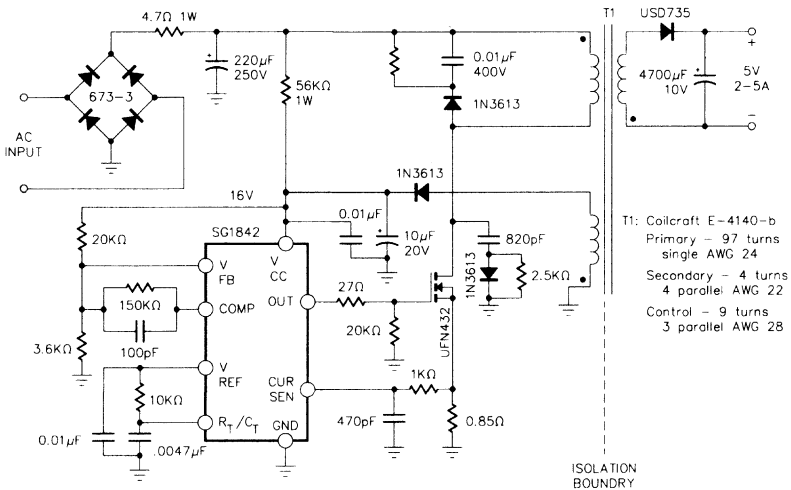 4.7Ω 1W
T1
USD735
220µF
250V
56KΩ
1W
0.01µF
400V
4700µF
10V
+
5V
2-5A
−
673-3
1N3613
AC
INPUT
1N3613
16V
0.01µF
SG1842
10µF
20V
820pF
20KΩ
V
CC
V
FB
1N3613
2.5KΩ
27Ω
OUT
COMP
150KΩ
20KΩ
UFN432
3.6KΩ
100pF
V
REF
CUR
SEN
1KΩ
10KΩ
470pF
0.85Ω
RT/CT
GND
0.01µF
.0047µF
T1: Coilcraft E-4140-b
Primary – 97 turns
single AWG 24
Secondary – 4 turns
4 parallel AWG 22
Control – 9 turns
3 parallel AWG 28
ISOLATION
BOUNDRY